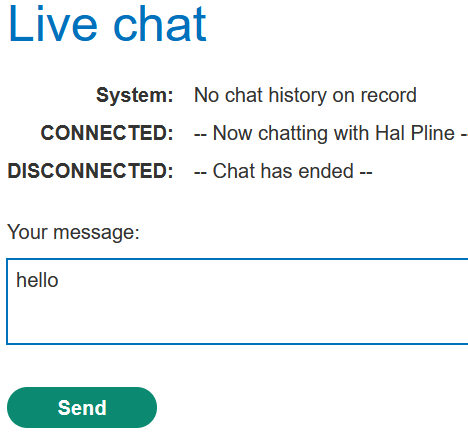 Live chat
System: No chat history on record
CONNECTED: -- Now chatting with Hal Pline -
DISCONNECTED: -- Chat has ended --
Your message:
hello
Send